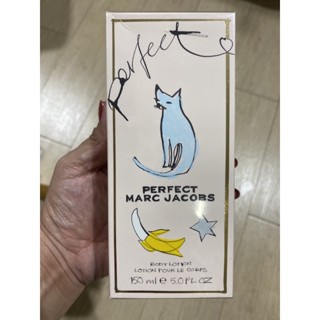 perfect
PERFECT
MARC JACOBS
BODY LOTION
LOTION POUR LE CORPS
150 ml e 5.0 FL OZ